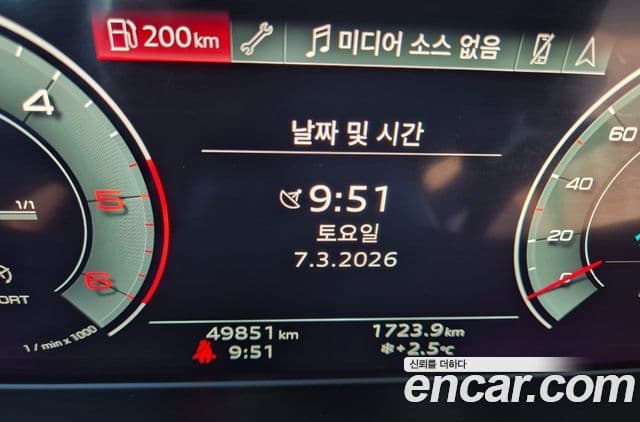 200 km
미디어 소스 없음
날짜 및 시간
9:51
토요일
7.3.2026
4
5
6
1/1
1 / min x 1000
60
40
20
0
49851 km
1723.9 km
9:51
+2.5°C
신뢰를 더하다
encar.com